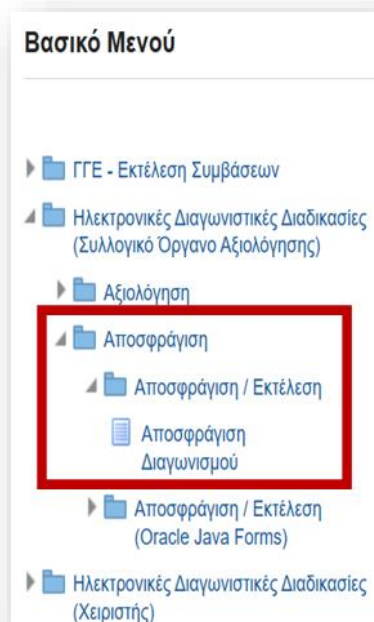 Βασικό Μενού
ΓΓΕ - Εκτέλεση Συμβάσεων
Ηλεκτρονικές Διαγωνιστικές Διαδικασίες
(Συλλογικό Όργανο Αξιολόγησης)
Αξιολόγηση
Αποσφράγιση
Αποσφράγιση / Εκτέλεση
Αποσφράγιση
Διαγωνισμού
Αποσφράγιση / Εκτέλεση
(Oracle Java Forms)
Ηλεκτρονικές Διαγωνιστικές Διαδικασίες
(Χειριστής)